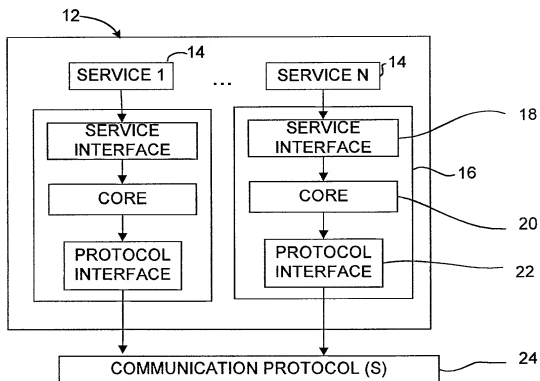 12
14
14
SERVICE 1
...
SERVICE N
SERVICE
INTERFACE
SERVICE
INTERFACE
18
16
CORE
CORE
20
PROTOCOL
INTERFACE
PROTOCOL
INTERFACE
22
COMMUNICATION PROTOCOL (S)
24